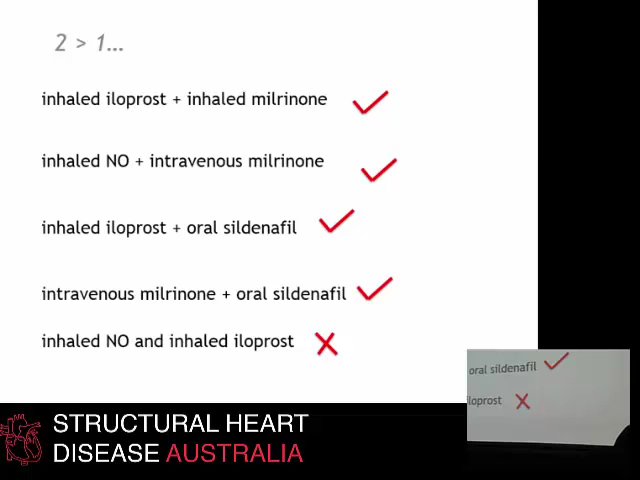 2 > 1...
inhaled iloprost + inhaled milrinone
inhaled NO + intravenous milrinone
inhaled iloprost + oral sildenafil
intravenous milrinone + oral sildenafil
inhaled NO and inhaled iloprost
oral sildenafil
iloprost
STRUCTURAL HEART
DISEASE AUSTRALIA